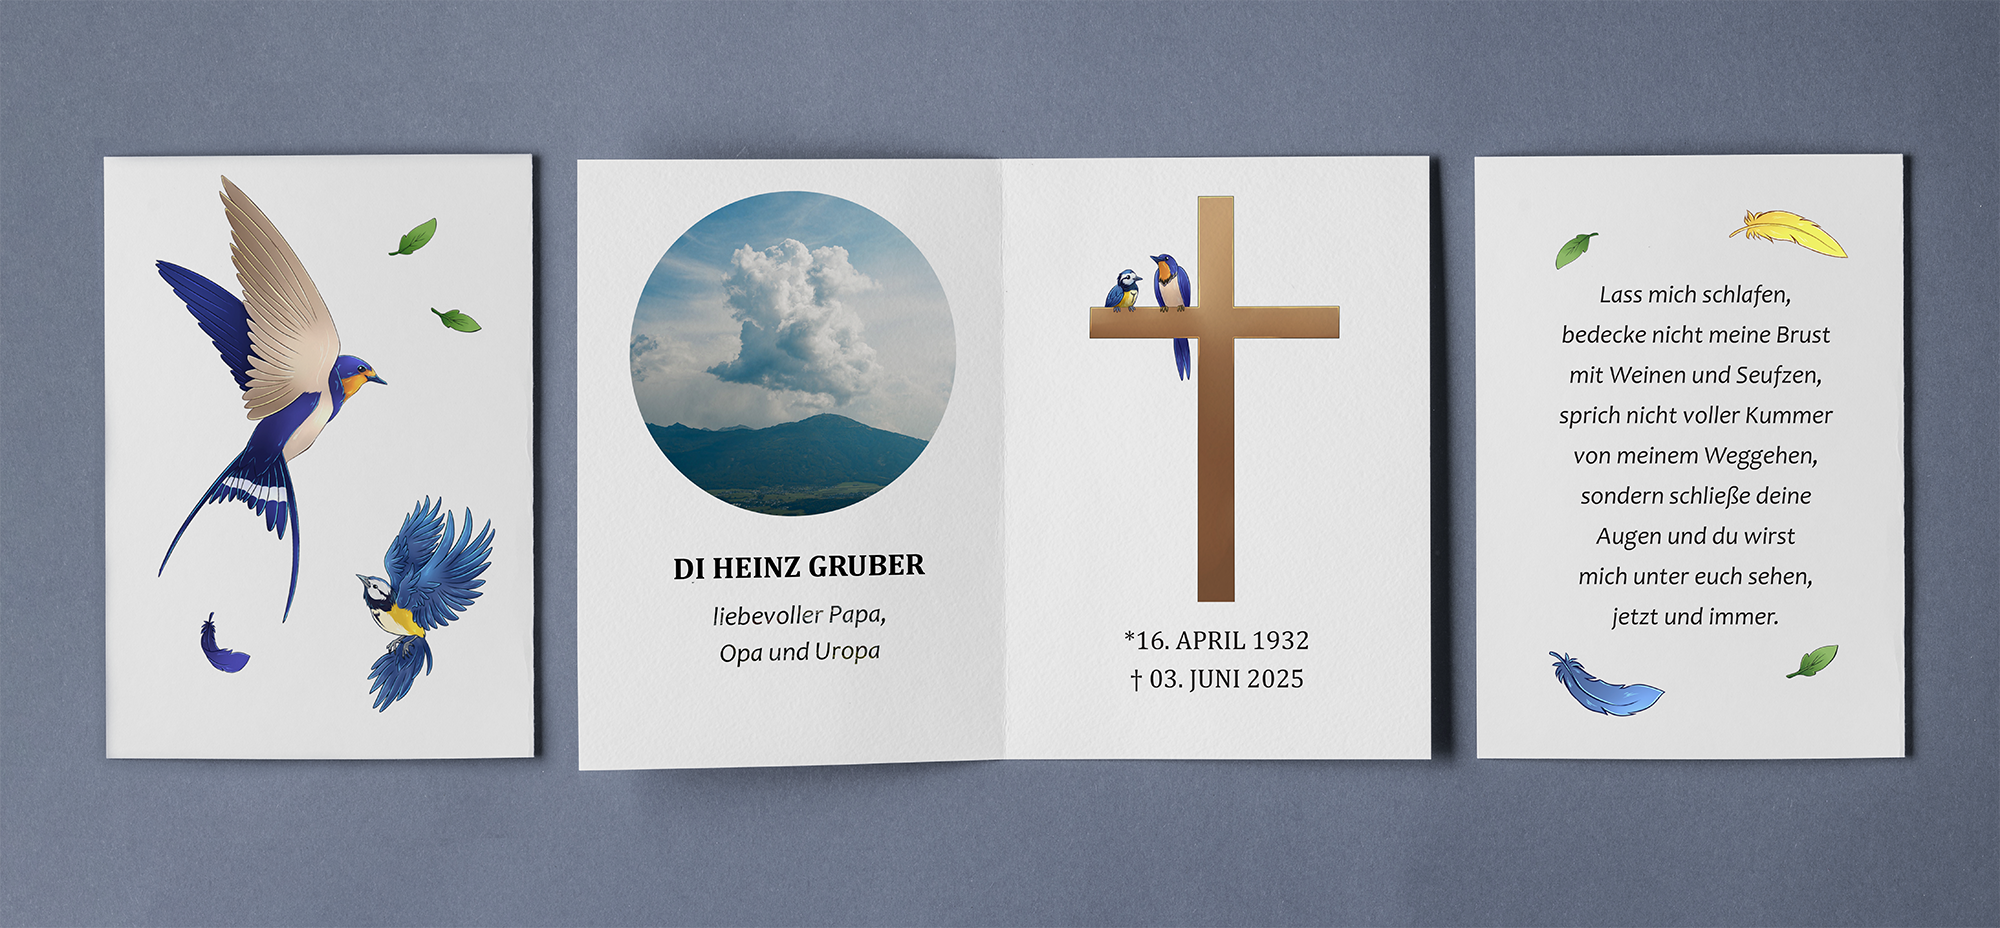 DI HEINZ GRUBER
liebevoller Papa,
Opa und Uropa
*16. APRIL 1932
† 03. JUNI 2025
Lass mich schlafen,
bedecke nicht meine Brust
mit Weinen und Seufzen,
sprich nicht voller Kummer
von meinem Weggehen,
sondern schließe deine
Augen und du wirst
mich unter euch sehen,
jetzt und immer.